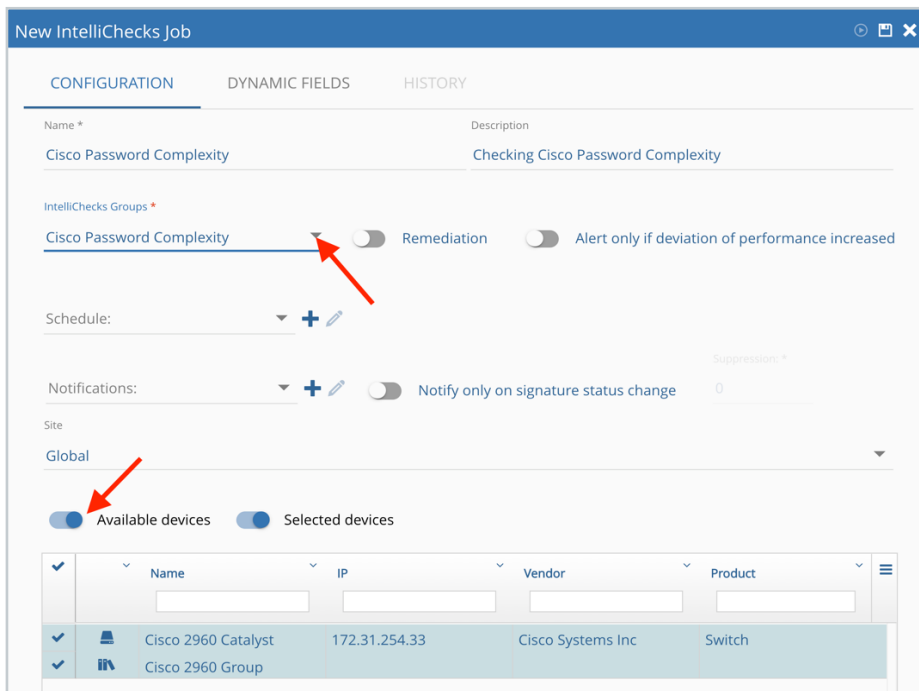 New IntelliChecks Job
CONFIGURATION DYNAMIC FIELDS HISTORY
Name * Description
Cisco Password Complexity Checking Cisco Password Complexity
IntelliChecks Groups *
Cisco Password Complexity Remediation Alert only if deviation of performance increased
Schedule:
Suppression: *
Notifications: Notify only on signature status change 0
Site
Global
Available devices Selected devices
Name IP Vendor Product
Cisco 2960 Catalyst 172.31.254.33 Cisco Systems Inc Switch
Cisco 2960 Group